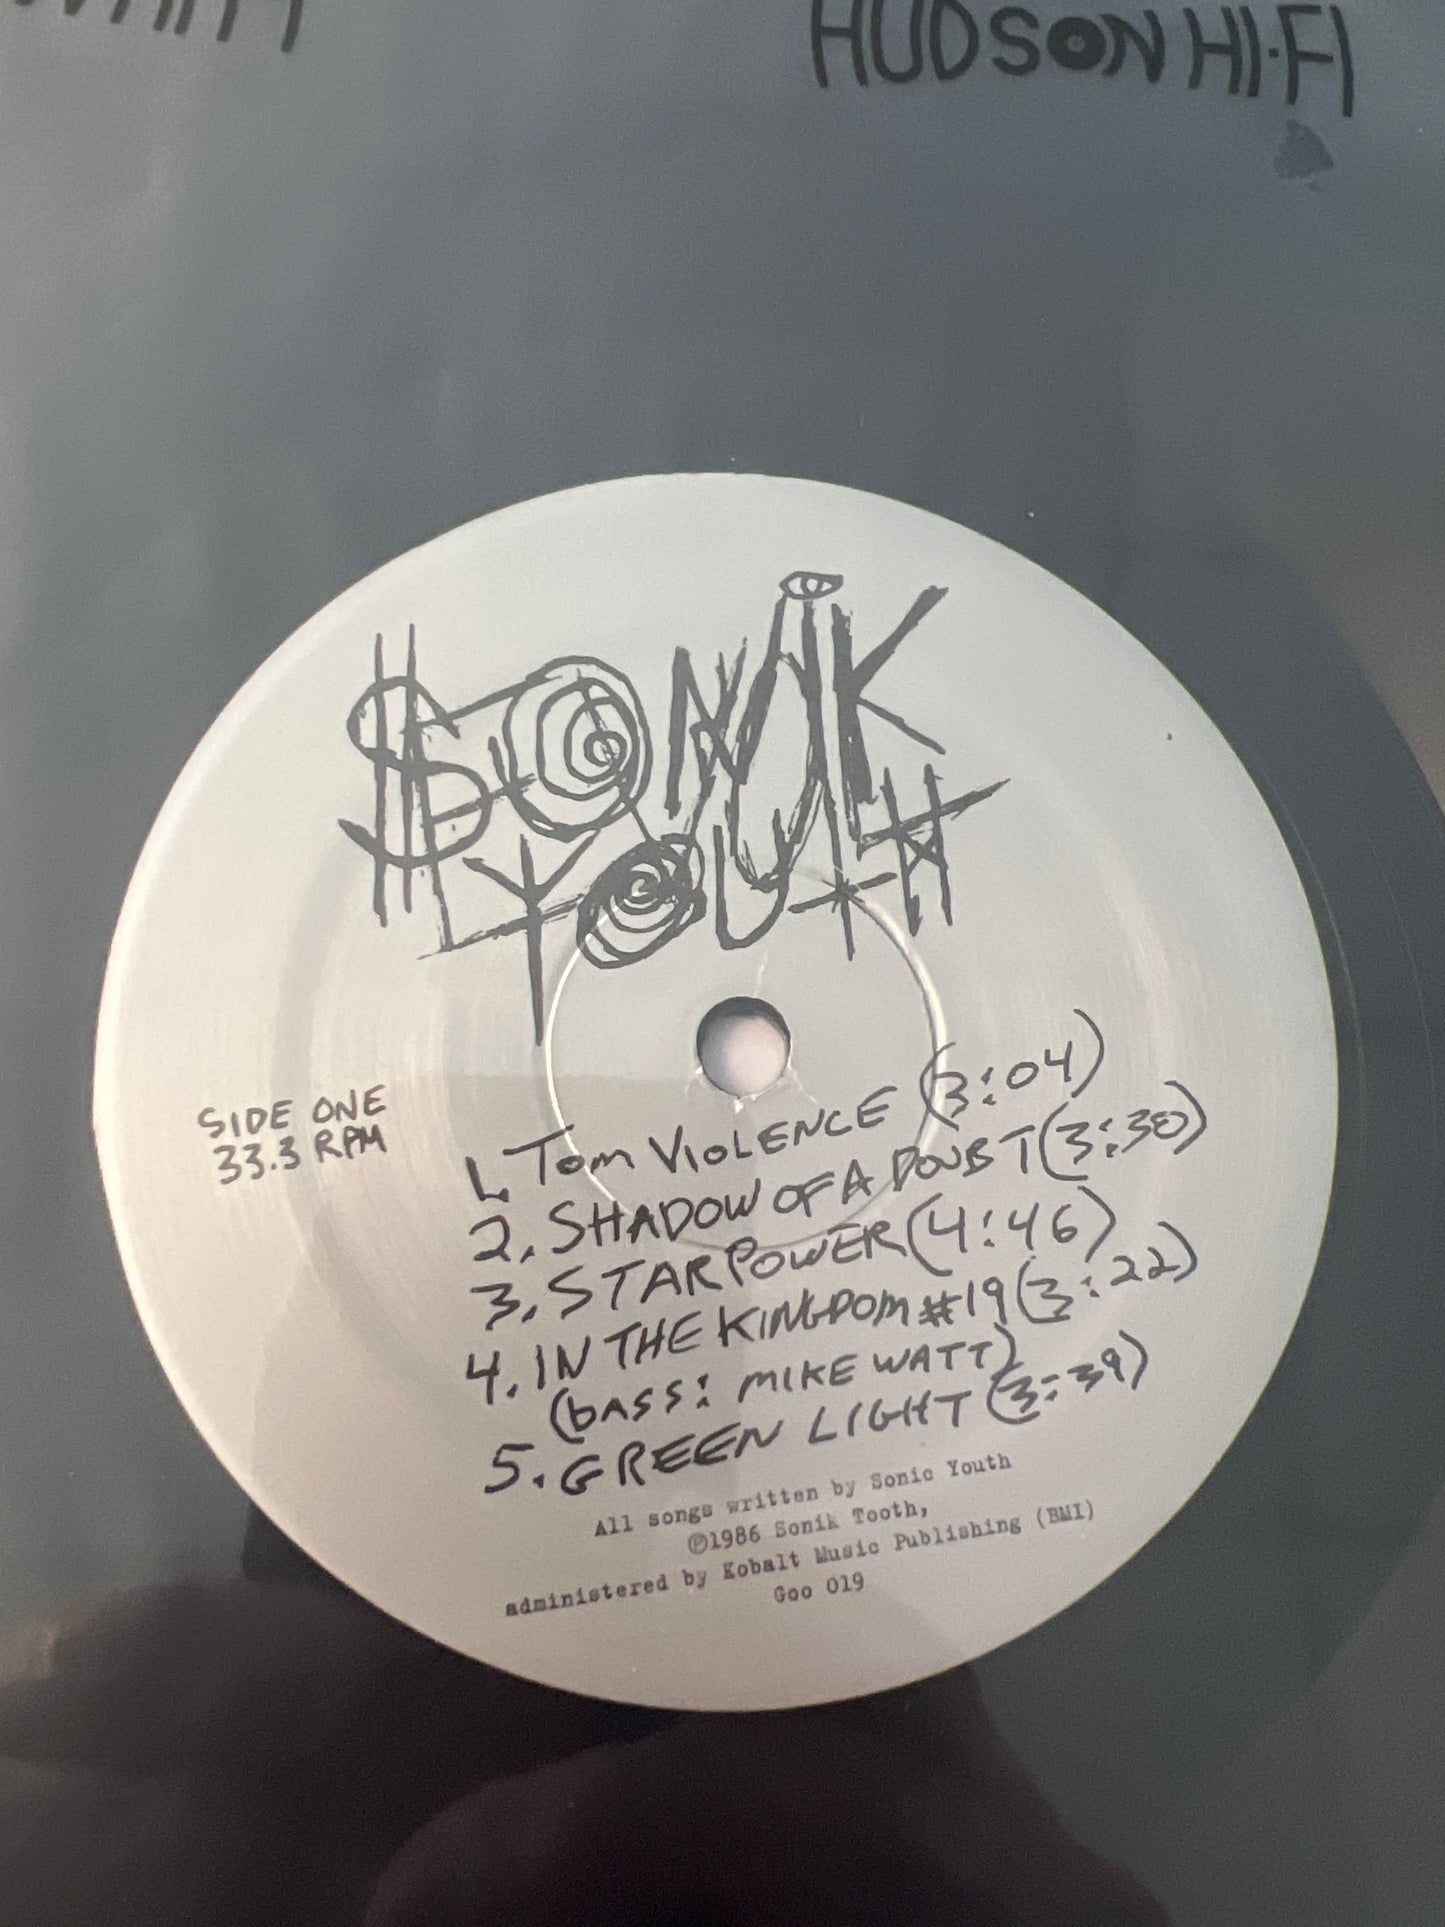 HUDSON HI-FI
$ONIK
YOUTH
SIDE ONE
33.3 RPM
1. TOM VIOLENCE (3:04)
2. SHADOW OF A DOUBT (3:30)
3. STARPOWER (4:46)
4. IN THE KINGDOM #19 (3:22)
(bASS: MIKE WATT)
5. GREEN LIGHT (3:39)
All songs written by Sonic Youth
℗1986 Sonik Tooth,
administered by Kobalt Music Publishing (BMI)
Goo 019